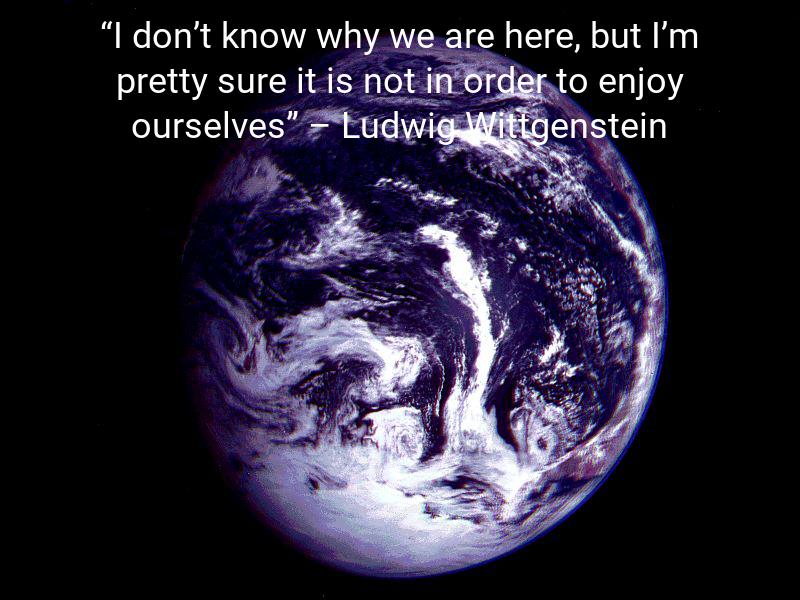 “I don’t know why we are here, but I’m
pretty sure it is not in order to enjoy
ourselves” – Ludwig Wittgenstein